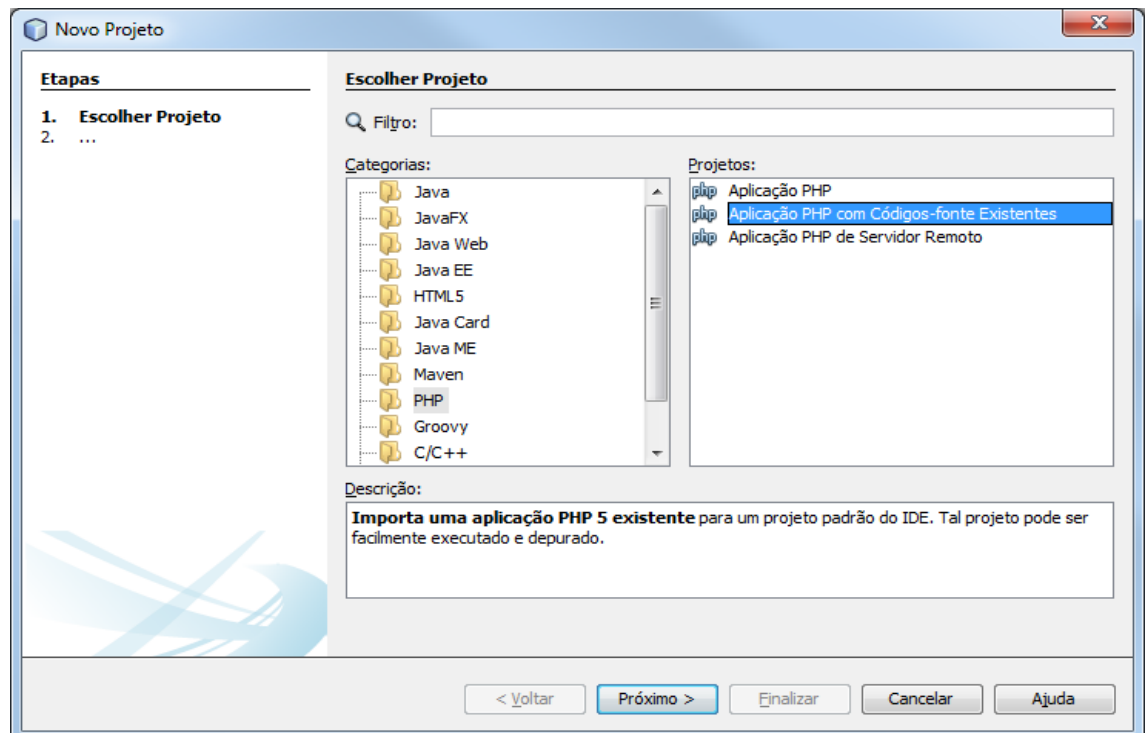 Novo Projeto
Etapas
1. Escolher Projeto
2. ...
Escolher Projeto
Filtro:
Categorias:
Java
JavaFX
Java Web
Java EE
HTML5
Java Card
Java ME
Maven
PHP
Groovy
C/C++
Projetos:
php Aplicação PHP
php Aplicação PHP com Códigos-fonte Existentes
php Aplicação PHP de Servidor Remoto
Descrição:
Importa uma aplicação PHP 5 existente para um projeto padrão do IDE. Tal projeto pode ser
facilmente executado e depurado.
< Voltar
Próximo >
Finalizar
Cancelar
Ajuda